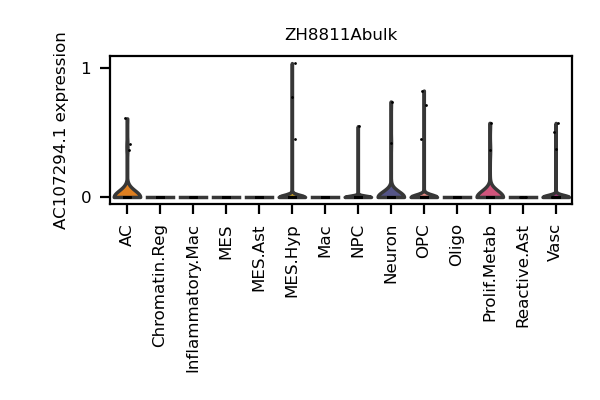 ZH8811Abulk
AC107294.1 expression
1
0
AC
Chromatin.Reg
Inflammatory.Mac
MES
MES.Ast
MES.Hyp
Mac
NPC
Neuron
OPC
Oligo
Prolif.Metab
Reactive.Ast
Vasc